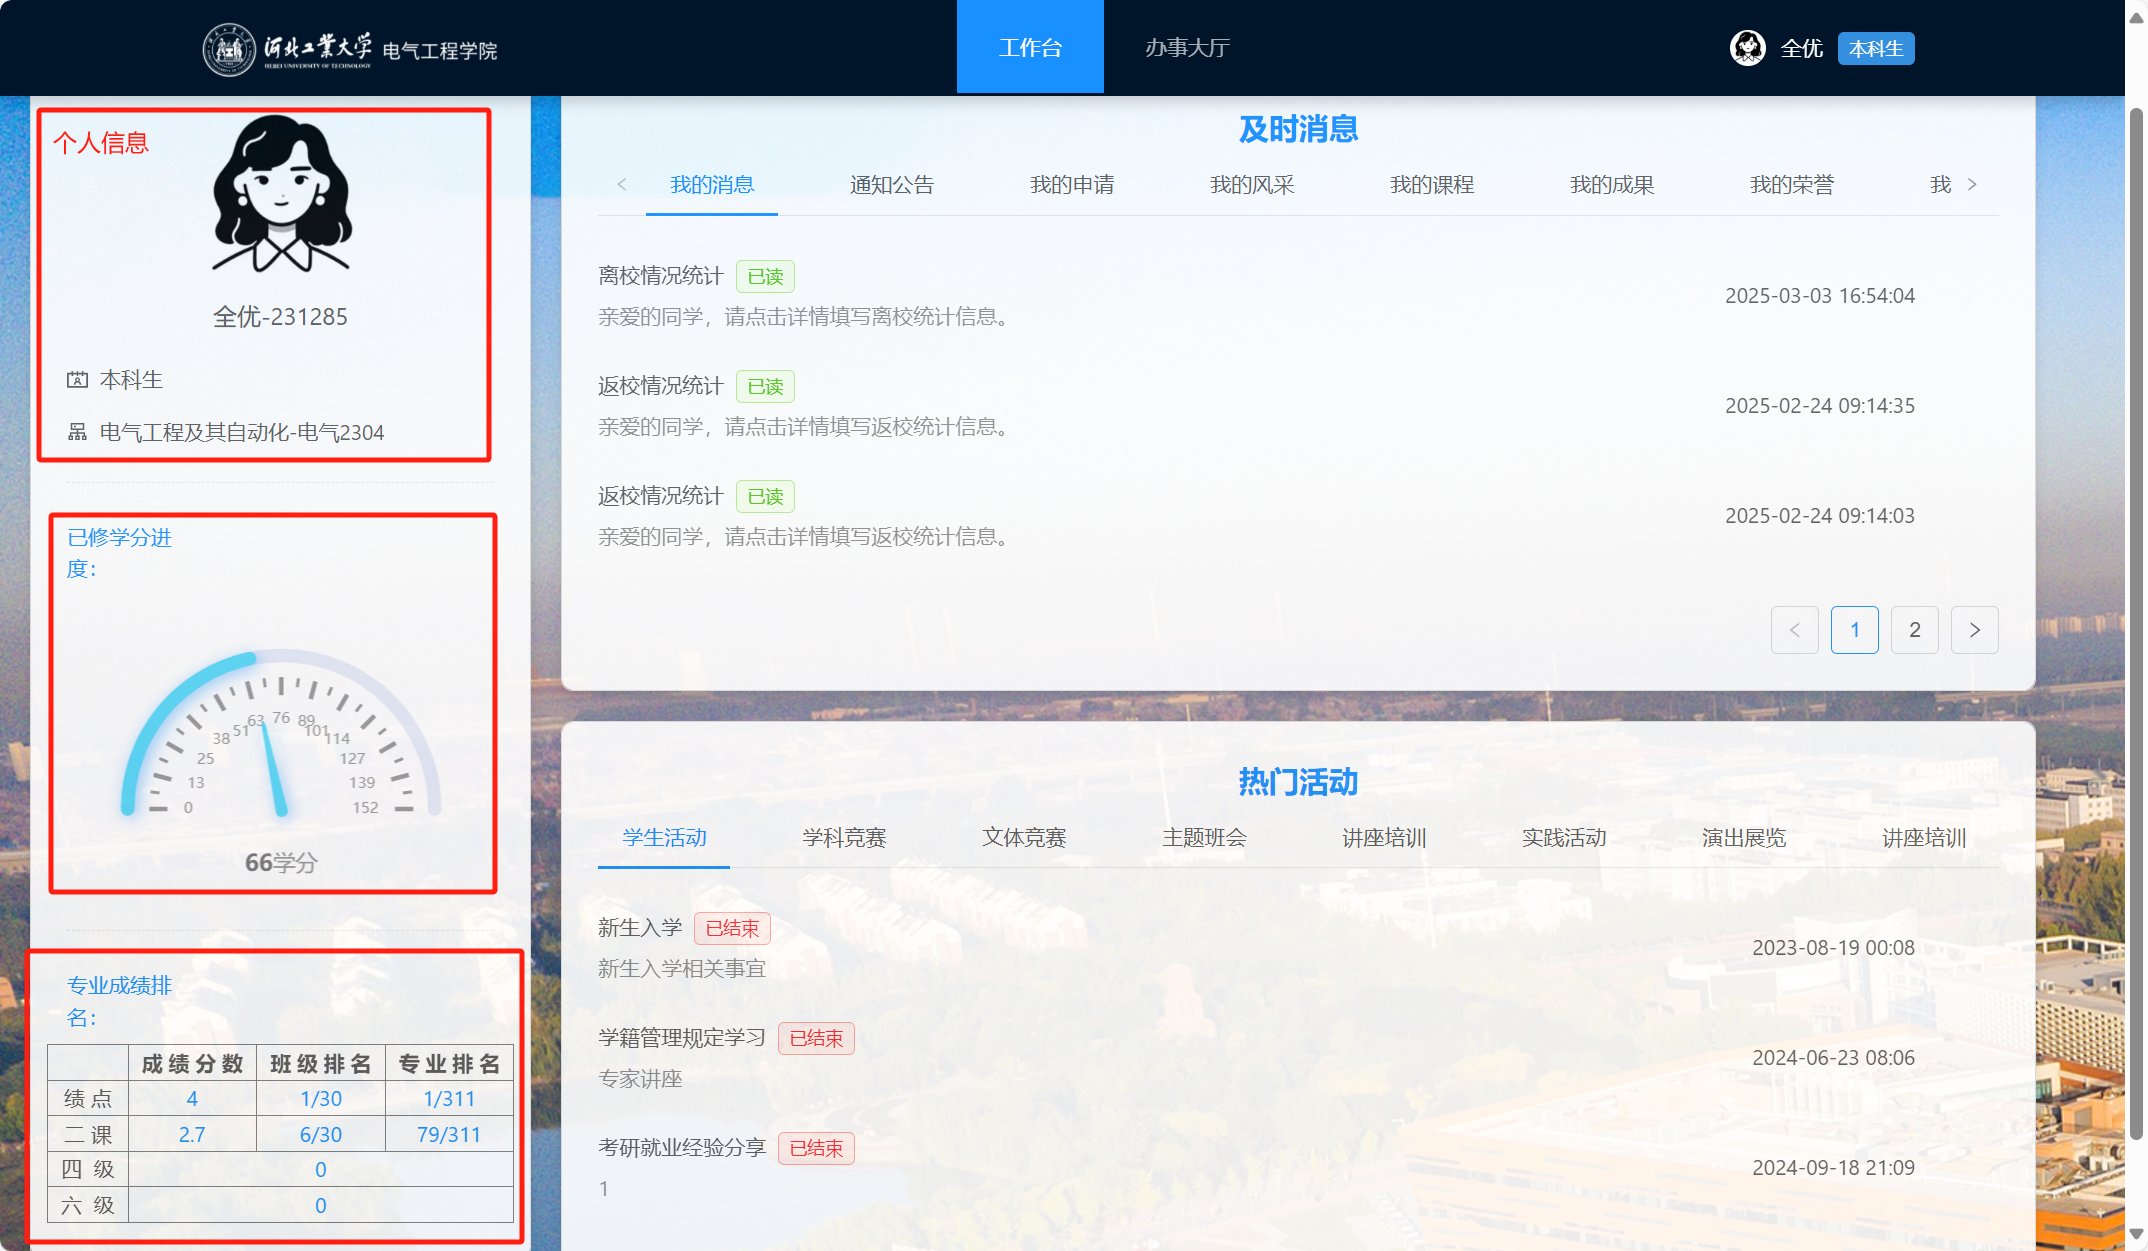 河北工業大学 电气工程学院
HEBEI UNIVERSITY OF TECHNOLOGY
工作台
办事大厅
全优
本科生
个人信息
全优-231285
本科生
电气工程及其自动化-电气2304
已修学分进
度：
0
13
25
38
51
63
76
89
101
114
127
139
152
66学分
专业成绩排
名：
成绩分数 班级排名 专业排名
绩点 4 1/30 1/311
二课 2.7 6/30 79/311
四 级 0
六 级 0
及时消息
我的消息 通知公告 我的申请 我的风采 我的课程 我的成果 我的荣誉 我
离校情况统计 已读
亲爱的同学，请点击详情填写离校统计信息。
2025-03-03 16:54:04
返校情况统计 已读
亲爱的同学，请点击详情填写返校统计信息。
2025-02-24 09:14:35
返校情况统计 已读
亲爱的同学，请点击详情填写返校统计信息。
2025-02-24 09:14:03
1 2
热门活动
学生活动 学科竞赛 文体竞赛 主题班会 讲座培训 实践活动 演出展览 讲座培训
新生入学 已结束
新生入学相关事宜
2023-08-19 00:08
学籍管理规定学习 已结束
专家讲座
2024-06-23 08:06
考研就业经验分享 已结束
1
2024-09-18 21:09